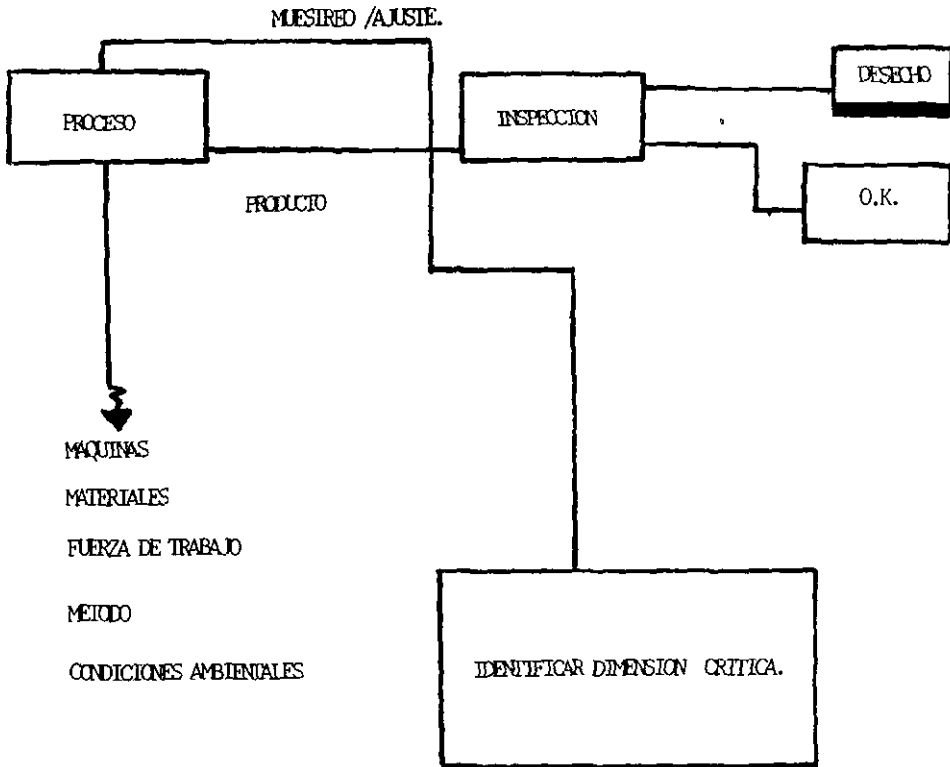 MUESTREO /AJUSTE.
DESECHO
PROCESO
INSPECCION
O.K.
PRODUCTO
MAQUINAS
MATERIALES
FUERZA DE TRABAJO
METODO
CONDICIONES AMBIENTALES
IDENTIFICAR DIMENSION CRITICA.